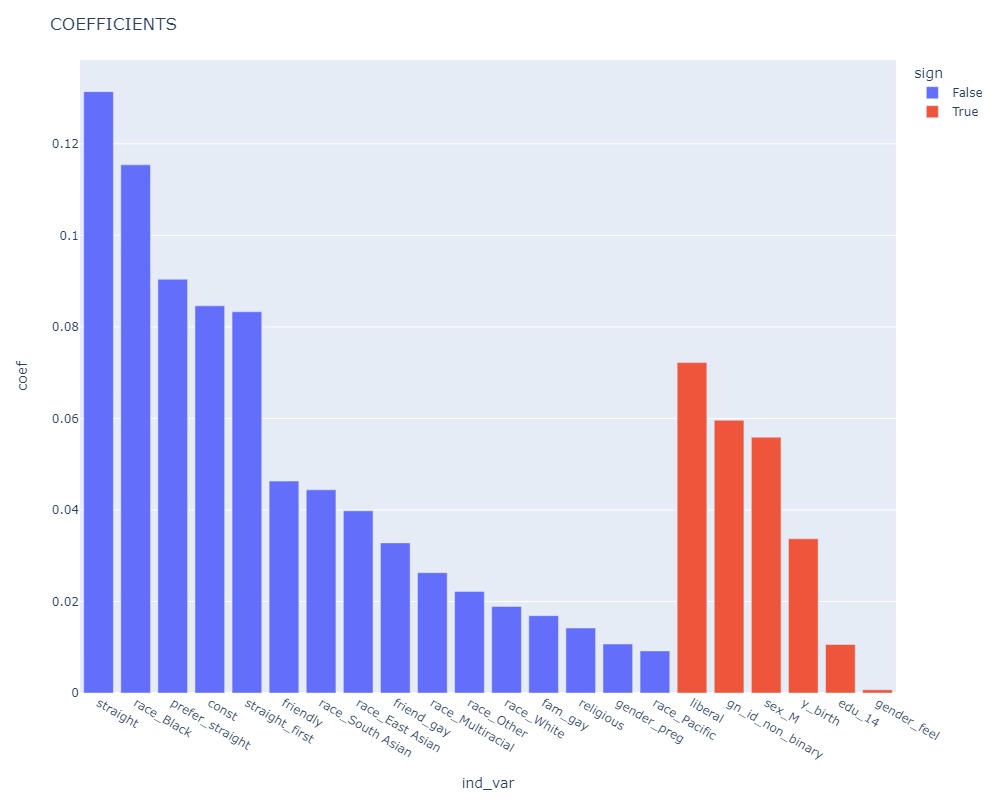 COEFFICIENTS
sign
False
True
0.12
0.1
0.08
0.06
0.04
0.02
0
coef
straight
race_Black
prefer_straight
const
straight_first
friendly
race_South Asian
race_East Asian
friend_gay
race_Multiracial
race_Other
race_White
fam_gay
religious
gender_preg
race_Pacific
liberal
gn_id_non_binary
sex_M
y_birth
edu_14
gender_feel
ind_var